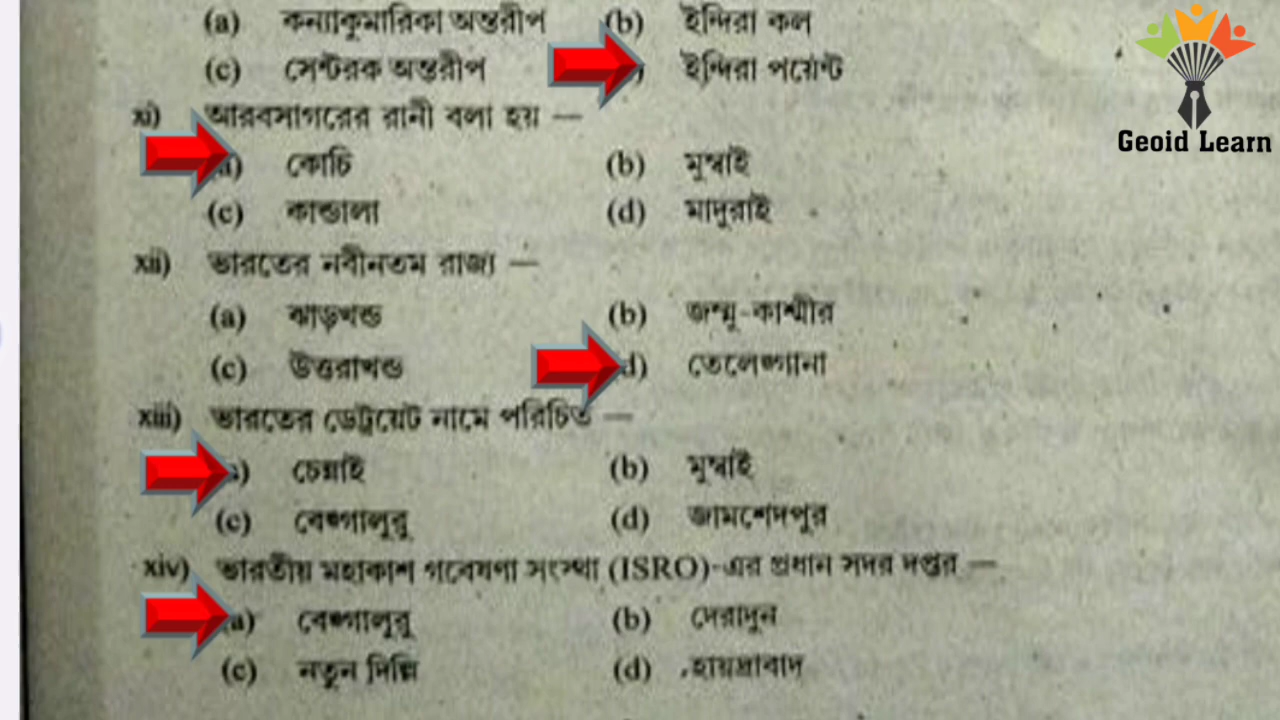 (a) কন্যাকুমারিকা অন্তরীপ (b) ইন্দিরা কল
(c) সেন্টরক অন্তরীপ ) ইন্দিরা পয়েন্ট
xi) আরবসাগরের রানী বলা হয় —
a) কোচি (b) মুম্বাই
(c) কান্ডালা (d) মাদুরাই
xii) ভারতের নবীনতম রাজ্য —
(a) ঝাড়খন্ড (b) জম্মু-কাশ্মীর
(c) উত্তরাখন্ড d) তেলেঙ্গানা
xiii) ভারতের ডেট্রয়েট নামে পরিচিত —
a) চেন্নাই (b) মুম্বাই
(c) বেঙ্গালুরু (d) জামশেদপুর
xiv) ভারতীয় মহাকাশ গবেষণা সংস্থা (ISRO)-এর প্রধান সদর দপ্তর —
(a) বেঙ্গালুরু (b) দেরাদুন
(c) নতুন দিল্লি (d) হায়দ্রাবাদ
Geoid Learn